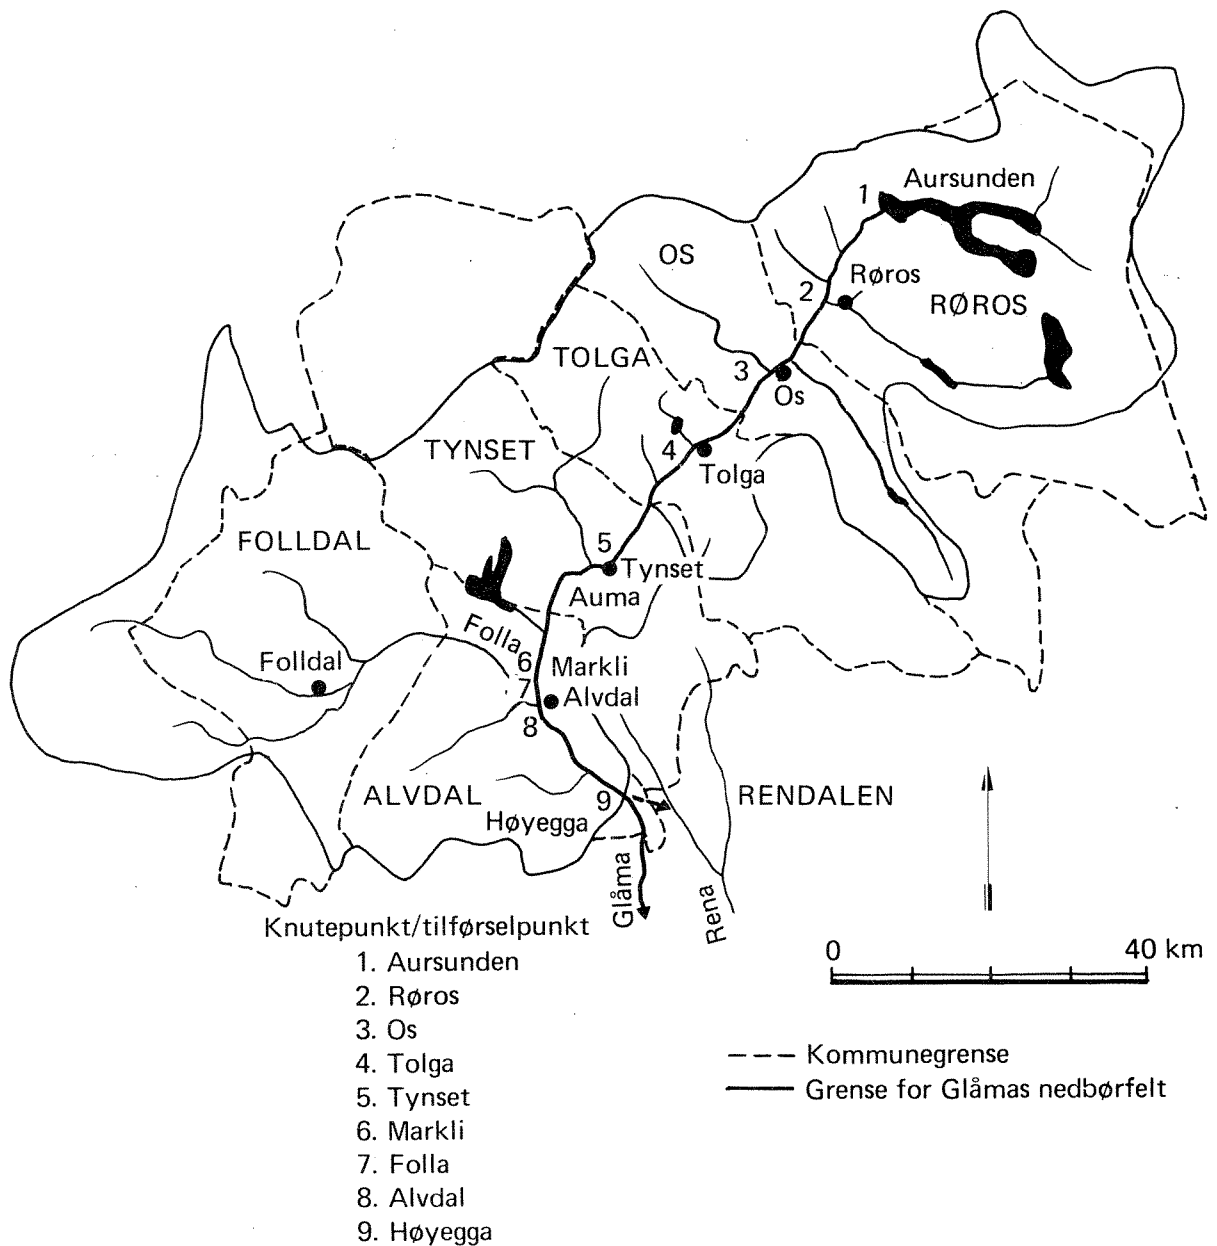 Aursunden
1
OS
Røros
2
RØROS
TOLGA
3
Os
TYNSET
4
Tolga
FOLLDAL
5
Tynset
Auma
Folla
Folldal
6
Markli
7
Alvdal
8
ALVDAL
9
RENDALEN
Høyegga
Glåma
Rena
Knutepunkt/tilførselpunkt
1. Aursunden
2. Røros
3. Os
4. Tolga
5. Tynset
6. Markli
7. Folla
8. Alvdal
9. Høyegga
0 40 km
Kommunegrense
Grense for Glåmas nedbørfelt